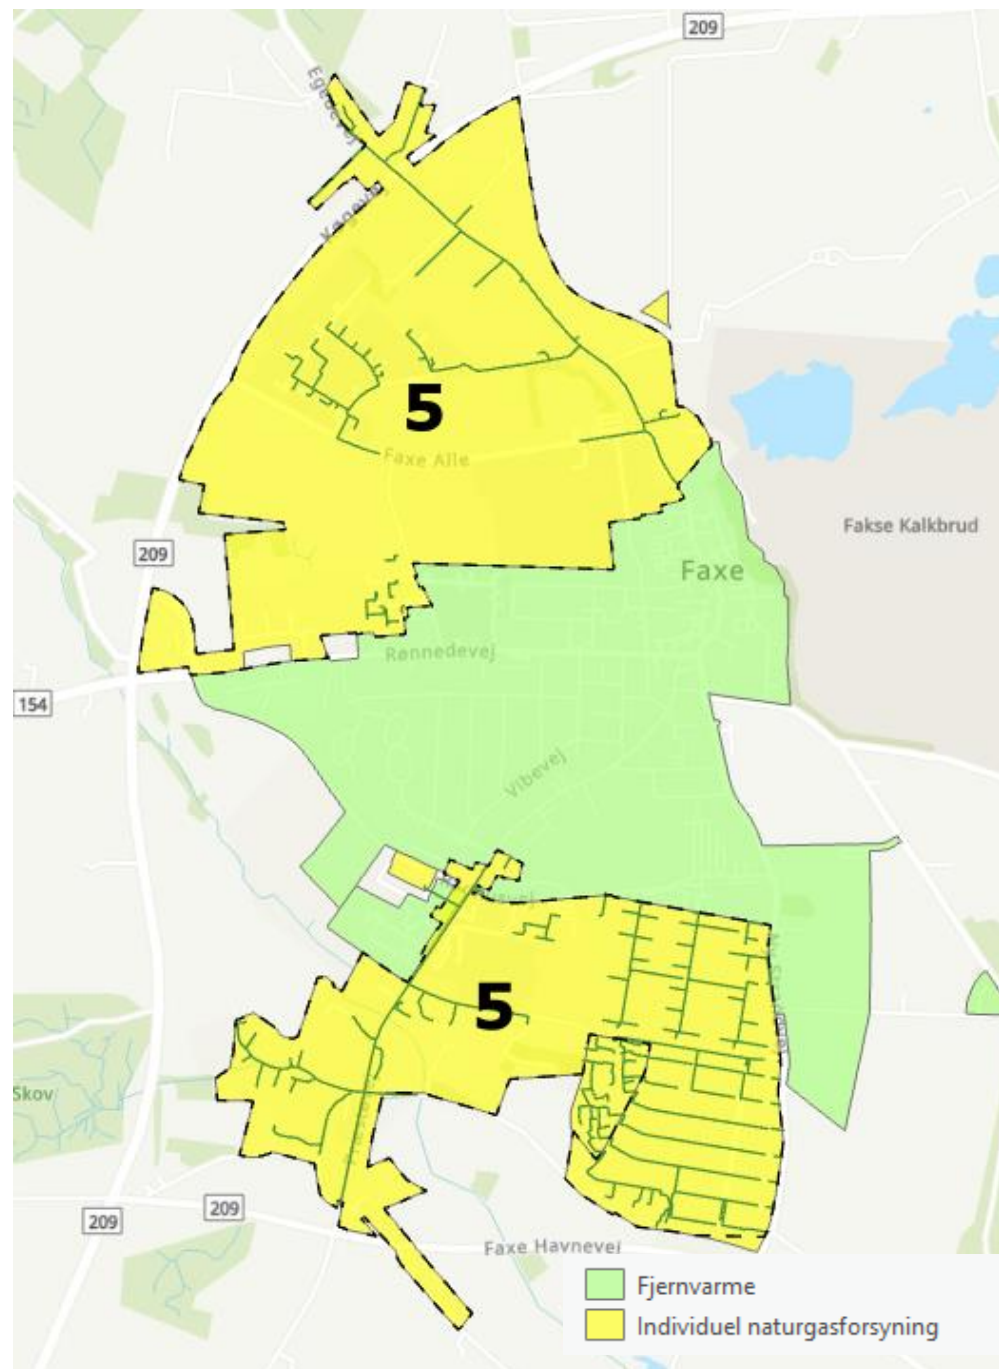 209
Egedevej
Køgevej
5
Faxe Alle
Fakse Kalkbrud
209
Faxe
Rønnedevej
154
Vibevej
5
Skov
209
209
Faxe Havnevej
Fjernvarme
Individuel naturgasforsyning